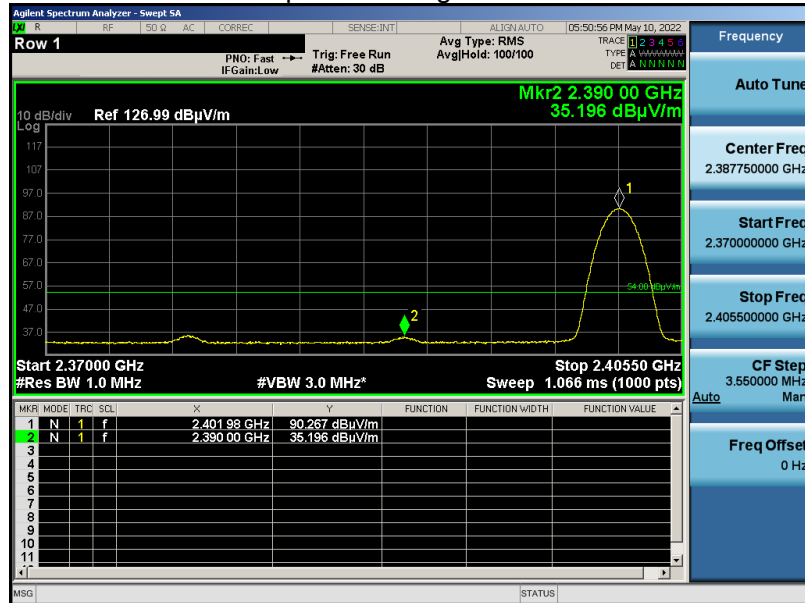 Agilent Spectrum Analyzer - Swept SA
LXI R RF 50 Ω AC CORREC SENSE:INT ALIGN AUTO 05:50:56 PM May 10, 2022
Row 1
PNO: Fast
IFGain:Low
Trig: Free Run
#Atten: 30 dB
Avg Type: RMS
Avg|Hold: 100/100
TRACE 1 2 3 4 5 6
TYPE A
DET A N N N N N
Frequency
Mkr2 2.390 00 GHz
35.196 dBµV/m
10 dB/div Ref 126.99 dBµV/m
Log
117
107
97.0
87.0
77.0
67.0
57.0
47.0
37.0
1
2
54.00 dBµV/m
Start 2.37000 GHz Stop 2.40550 GHz
#Res BW 1.0 MHz #VBW 3.0 MHz* Sweep 1.066 ms (1000 pts)
MKR MODE TRC SCL X Y FUNCTION FUNCTION WIDTH FUNCTION VALUE
1 N 1 f 2.401 98 GHz 90.267 dBµV/m
2 N 1 f 2.390 00 GHz 35.196 dBµV/m
3
4
5
6
7
8
9
10
11
MSG STATUS
Auto Tune
Center Freq
2.387750000 GHz
Start Freq
2.370000000 GHz
Stop Freq
2.405500000 GHz
CF Step
3.550000 MHz
Auto Man
Freq Offset
0 Hz